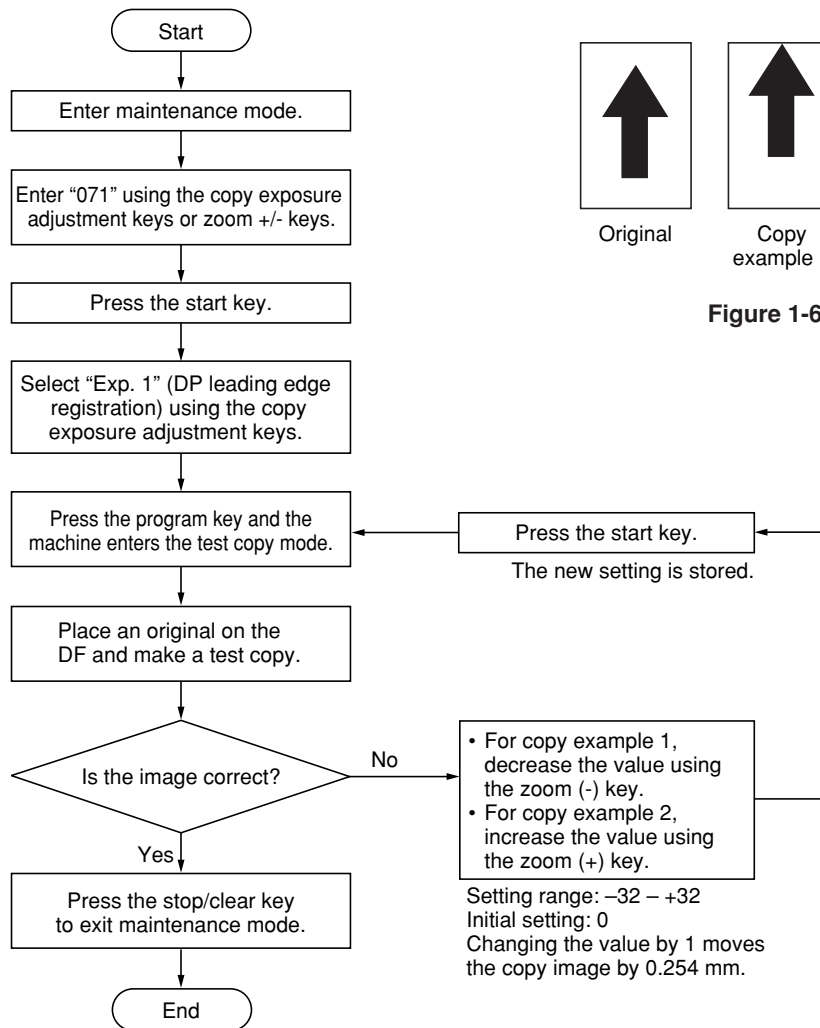 Start
Enter maintenance mode.
Enter “071” using the copy exposure
adjustment keys or zoom +/- keys.
Press the start key.
Select “Exp. 1” (DP leading edge
registration) using the copy
exposure adjustment keys.
Press the program key and the
machine enters the test copy mode.
Place an original on the
DF and make a test copy.
Is the image correct?
Yes
Press the stop/clear key
to exit maintenance mode.
End
No
• For copy example 1,
decrease the value using
the zoom (-) key.
• For copy example 2,
increase the value using
the zoom (+) key.
Setting range: –32 – +32
Initial setting: 0
Changing the value by 1 moves
the copy image by 0.254 mm.
Press the start key.
The new setting is stored.
Original
Copy
example
Figure 1-6